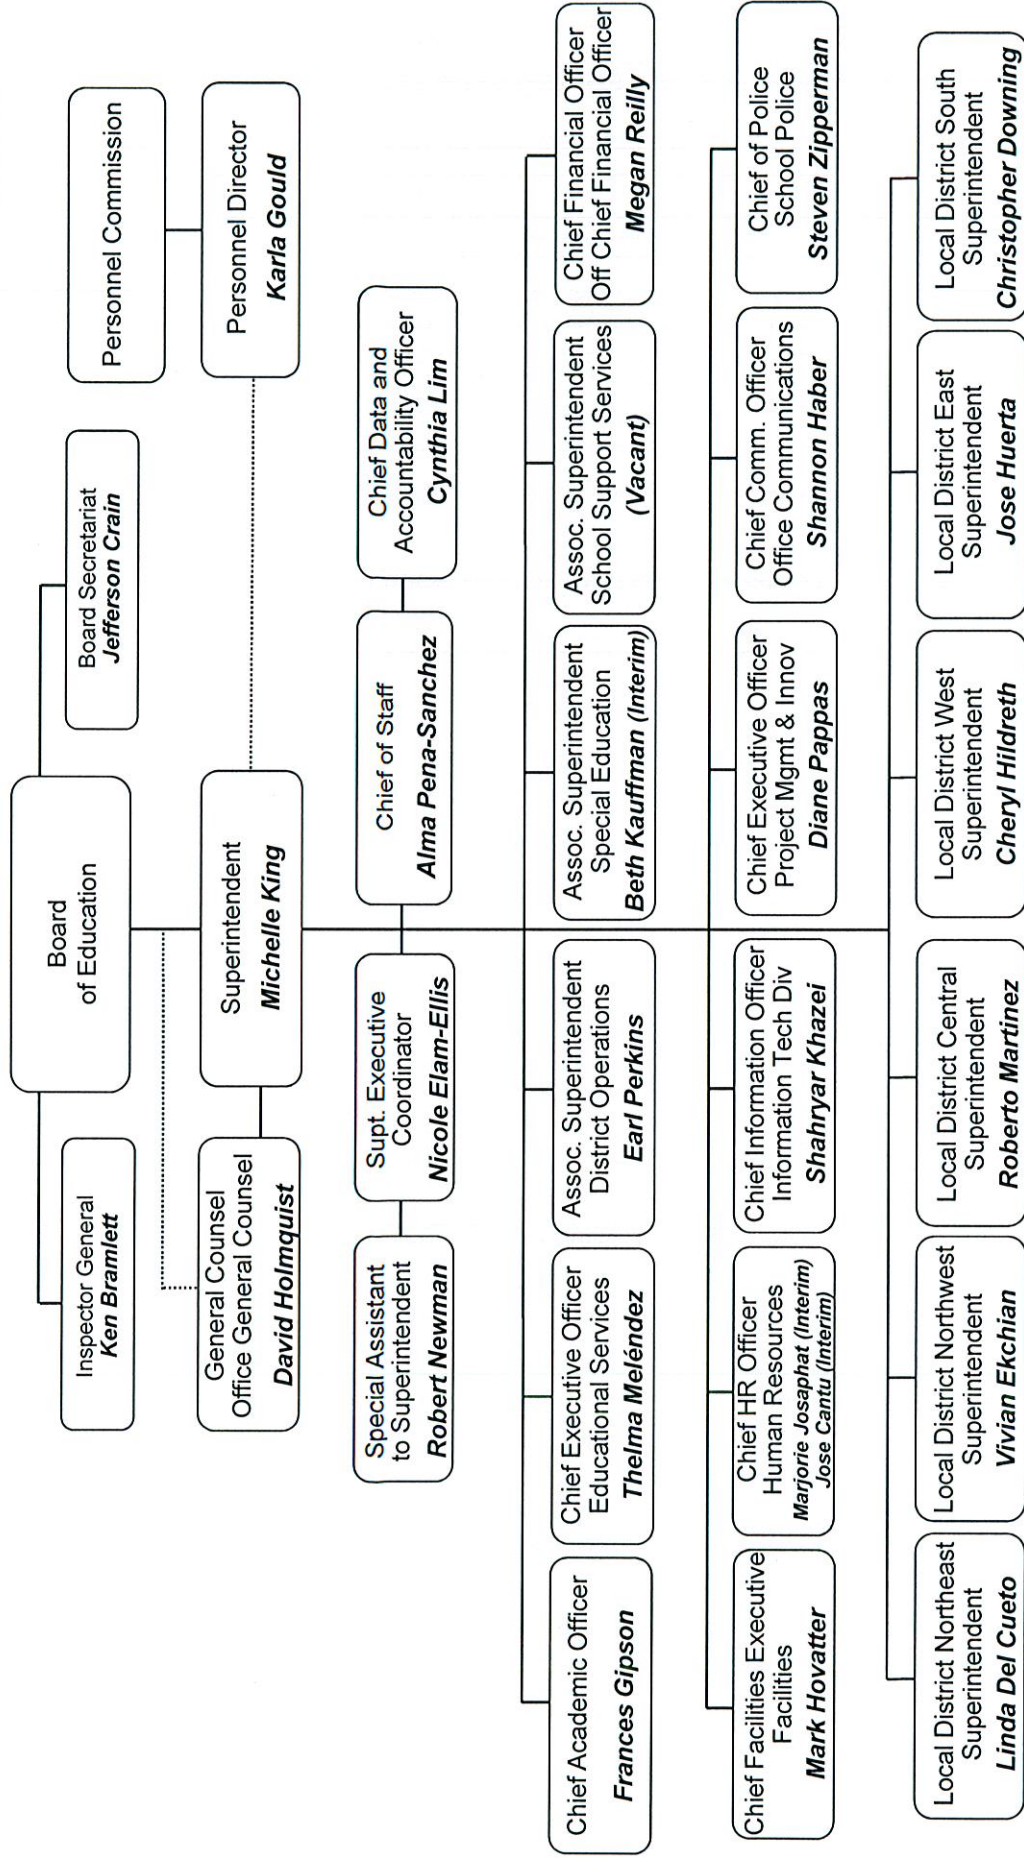 Board
of Education
Inspector General
Ken Bramlett
Board Secretariat
Jefferson Crain
Personnel Commission
General Counsel
Office General Counsel
David Holmquist
Superintendent
Michelle King
Personnel Director
Karla Gould
Special Assistant
to Superintendent
Robert Newman
Supt. Executive
Coordinator
Nicole Elam-Ellis
Chief of Staff
Alma Pena-Sanchez
Chief Data and
Accountability Officer
Cynthia Lim
Chief Academic Officer
Frances Gipson
Chief Executive Officer
Educational Services
Thelma Meléndez
Assoc. Superintendent
District Operations
Earl Perkins
Assoc. Superintendent
Special Education
Beth Kauffman (Interim)
Assoc. Superintendent
School Support Services
(Vacant)
Chief Financial Officer
Off Chief Financial Officer
Megan Reilly
Chief Facilities Executive
Facilities
Mark Hovatter
Chief HR Officer
Human Resources
Marjorie Josaphat (Interim)
Jose Cantu (Interim)
Chief Information Officer
Information Tech Div
Shahryar Khazei
Chief Executive Officer
Project Mgmt & Innov
Diane Pappas
Chief Comm. Officer
Office Communications
Shannon Haber
Chief of Police
School Police
Steven Zipperman
Local District Northeast
Superintendent
Linda Del Cueto
Local District Northwest
Superintendent
Vivian Ekchian
Local District Central
Superintendent
Roberto Martinez
Local District West
Superintendent
Cheryl Hildreth
Local District East
Superintendent
Jose Huerta
Local District South
Superintendent
Christopher Downing